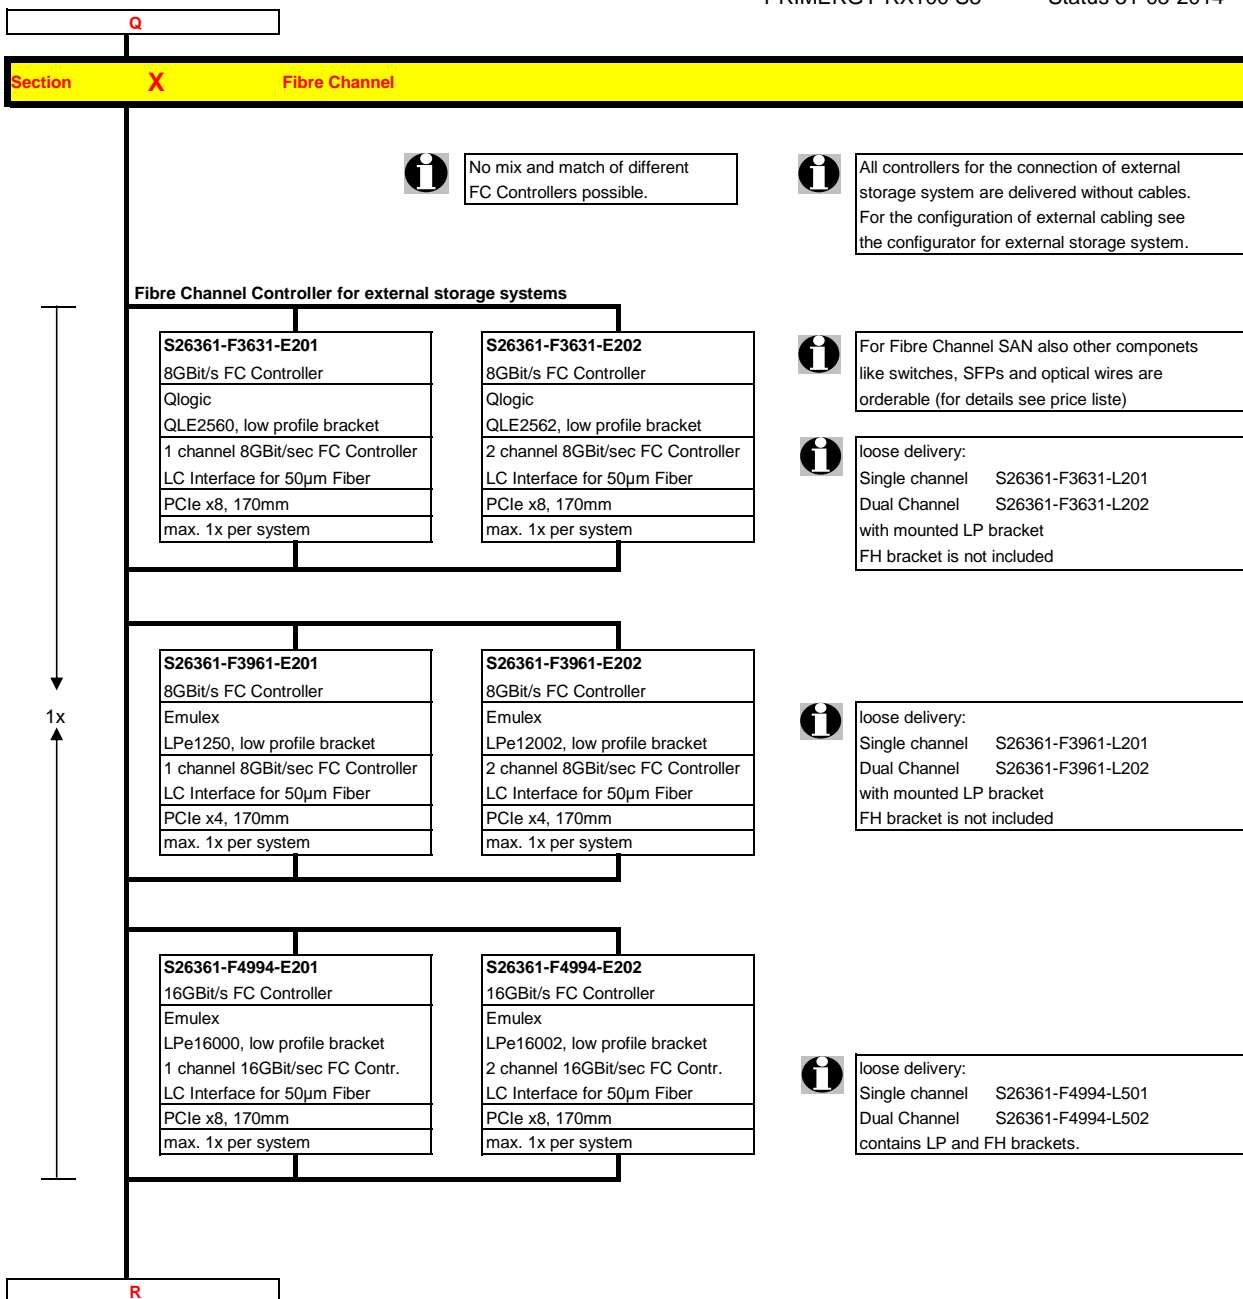 Q
Section X Fibre Channel
No mix and match of different
FC Controllers possible.
All controllers for the connection of external
storage system are delivered without cables.
For the configuration of external cabling see
the configurator for external storage system.
Fibre Channel Controller for external storage systems
S26361-F3631-E201
8GBit/s FC Controller
Qlogic
QLE2560, low profile bracket
1 channel 8GBit/sec FC Controller
LC Interface for 50µm Fiber
PCIe x8, 170mm
max. 1x per system
S26361-F3631-E202
8GBit/s FC Controller
Qlogic
QLE2562, low profile bracket
2 channel 8GBit/sec FC Controller
LC Interface for 50µm Fiber
PCIe x8, 170mm
max. 1x per system
For Fibre Channel SAN also other componets
like switches, SFPs and optical wires are
orderable (for details see price liste)
loose delivery:
Single channel S26361-F3631-L201
Dual Channel S26361-F3631-L202
with mounted LP bracket
FH bracket is not included
1x
S26361-F3961-E201
8GBit/s FC Controller
Emulex
LPe1250, low profile bracket
1 channel 8GBit/sec FC Controller
LC Interface for 50µm Fiber
PCIe x4, 170mm
max. 1x per system
S26361-F3961-E202
8GBit/s FC Controller
Emulex
LPe12002, low profile bracket
2 channel 8GBit/sec FC Controller
LC Interface for 50µm Fiber
PCIe x4, 170mm
max. 1x per system
loose delivery:
Single channel S26361-F3961-L201
Dual Channel S26361-F3961-L202
with mounted LP bracket
FH bracket is not included
S26361-F4994-E201
16GBit/s FC Controller
Emulex
LPe16000, low profile bracket
1 channel 16GBit/sec FC Contr.
LC Interface for 50µm Fiber
PCIe x8, 170mm
max. 1x per system
S26361-F4994-E202
16GBit/s FC Controller
Emulex
LPe16002, low profile bracket
2 channel 16GBit/sec FC Contr.
LC Interface for 50µm Fiber
PCIe x8, 170mm
max. 1x per system
loose delivery:
Single channel S26361-F4994-L501
Dual Channel S26361-F4994-L502
contains LP and FH brackets.
R